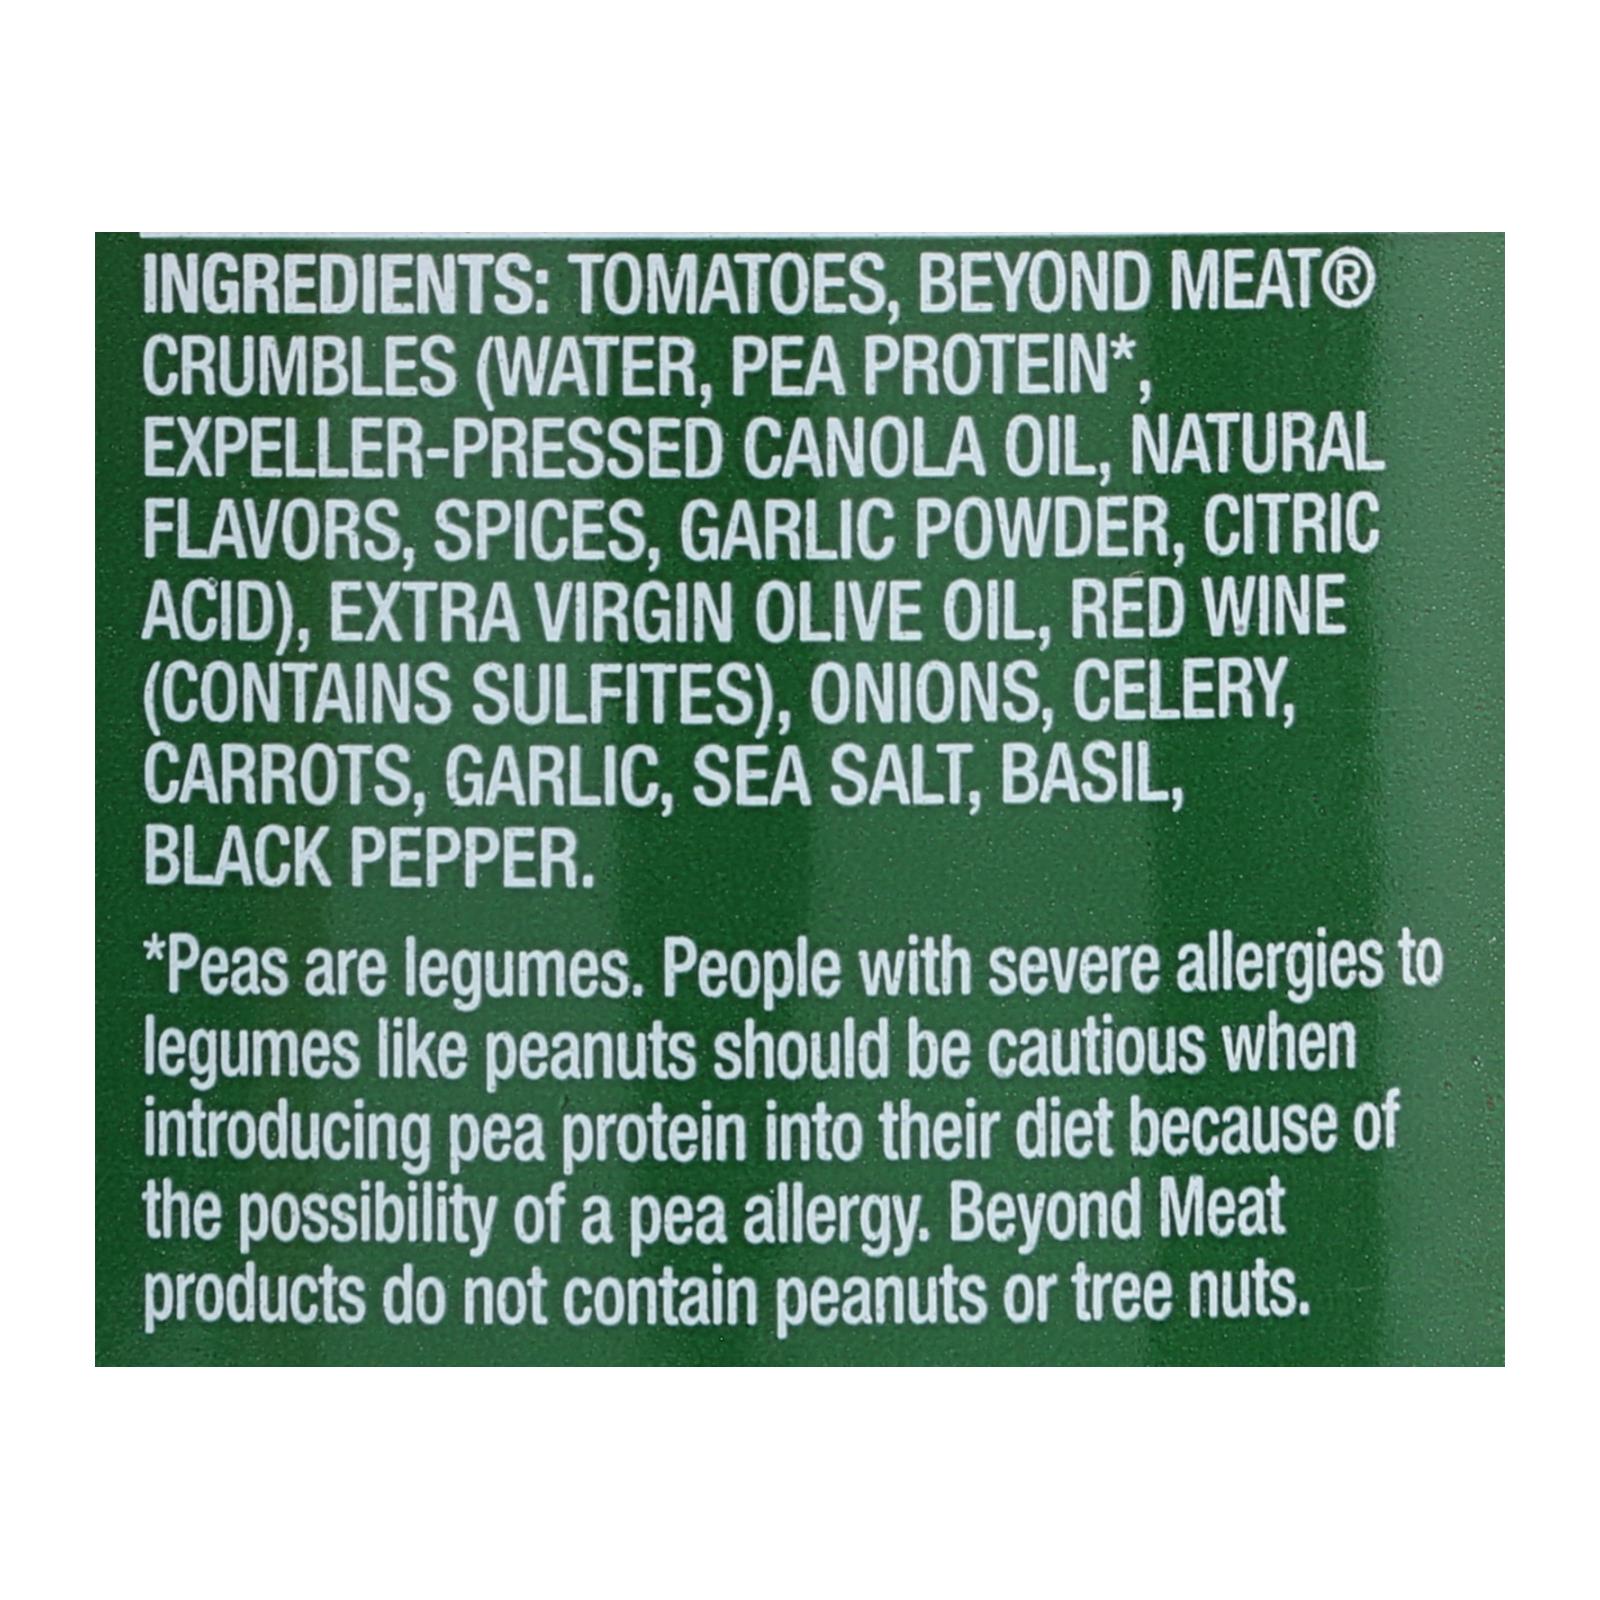 INGREDIENTS: TOMATOES, BEYOND MEAT®
CRUMBLES (WATER, PEA PROTEIN*,
EXPELLER-PRESSED CANOLA OIL, NATURAL
FLAVORS, SPICES, GARLIC POWDER, CITRIC
ACID), EXTRA VIRGIN OLIVE OIL, RED WINE
(CONTAINS SULFITES), ONIONS, CELERY,
CARROTS, GARLIC, SEA SALT, BASIL,
BLACK PEPPER.
*Peas are legumes. People with severe allergies to
legumes like peanuts should be cautious when
introducing pea protein into their diet because of
the possibility of a pea allergy. Beyond Meat
products do not contain peanuts or tree nuts.